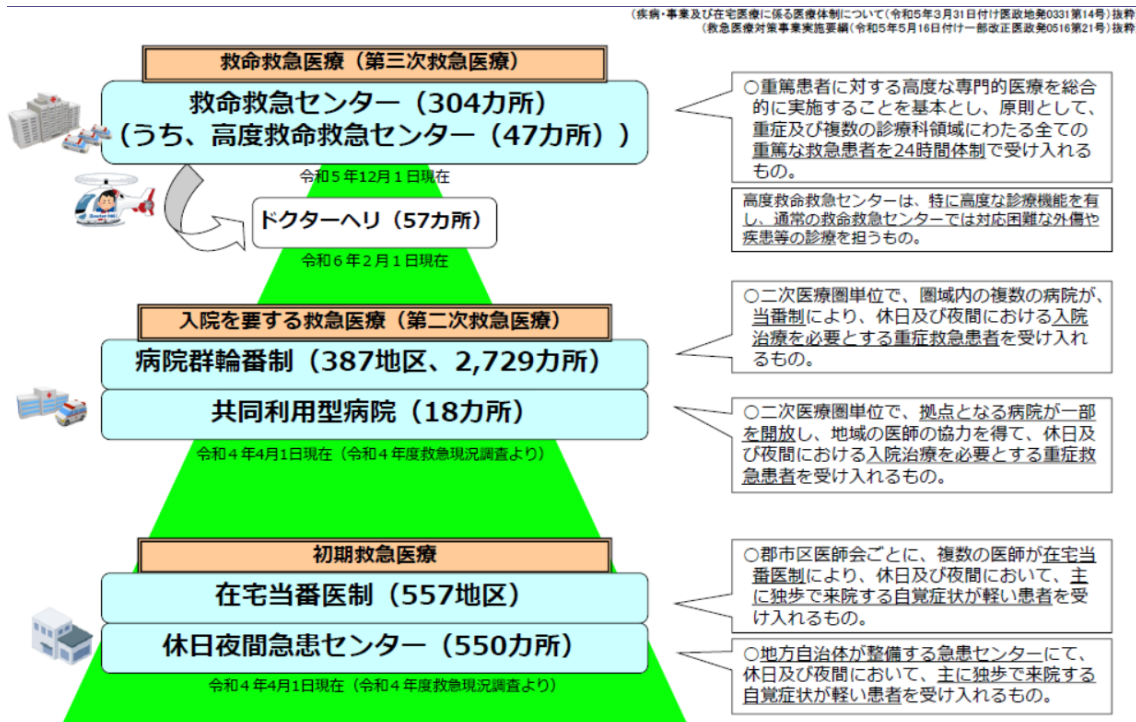 (疾病・事業及び在宅医療に係る医療体制について(令和5年3月31日付け医政地発0331第14号)抜粋)
(救急医療対策事業実施要綱(令和5年5月16日付け一部改正医政発0516第21号)抜粋)
救命救急医療（第三次救急医療）
救命救急センター（304カ所）
（うち、高度救命救急センター（47カ所））
令和5年12月1日現在
ドクターヘリ（57カ所）
令和6年2月1日現在
○重篤患者に対する高度な専門的医療を総合
的に実施することを基本とし、原則として、
重症及び複数の診療科領域にわたる全ての
重篤な救急患者を24時間体制で受け入れる
もの。
高度救命救急センターは、特に高度な診療機能を有
し、通常の救命救急センターでは対応困難な外傷や
疾患等の診療を担うもの。
入院を要する救急医療（第二次救急医療）
病院群輪番制（387地区、2,729カ所）
共同利用型病院（18カ所）
令和4年4月1日現在（令和4年度救急現況調査より）
○二次医療圏単位で、圏域内の複数の病院が、
当番制により、休日及び夜間における入院
治療を必要とする重症救急患者を受け入れ
るもの。
○二次医療圏単位で、拠点となる病院が一部
を開放し、地域の医師の協力を得て、休日及
び夜間における入院治療を必要とする重症救
急患者を受け入れるもの。
初期救急医療
在宅当番医制（557地区）
休日夜間急患センター（550カ所）
令和4年4月1日現在（令和4年度救急現況調査より）
○郡市区医師会ごとに、複数の医師が在宅当
番医制により、休日及び夜間において、主
に独歩で来院する自覚症状が軽い患者を受
け入れるもの。
○地方自治体が整備する急患センターにて、
休日及び夜間において、主に独歩で来院する
自覚症状が軽い患者を受け入れるもの。